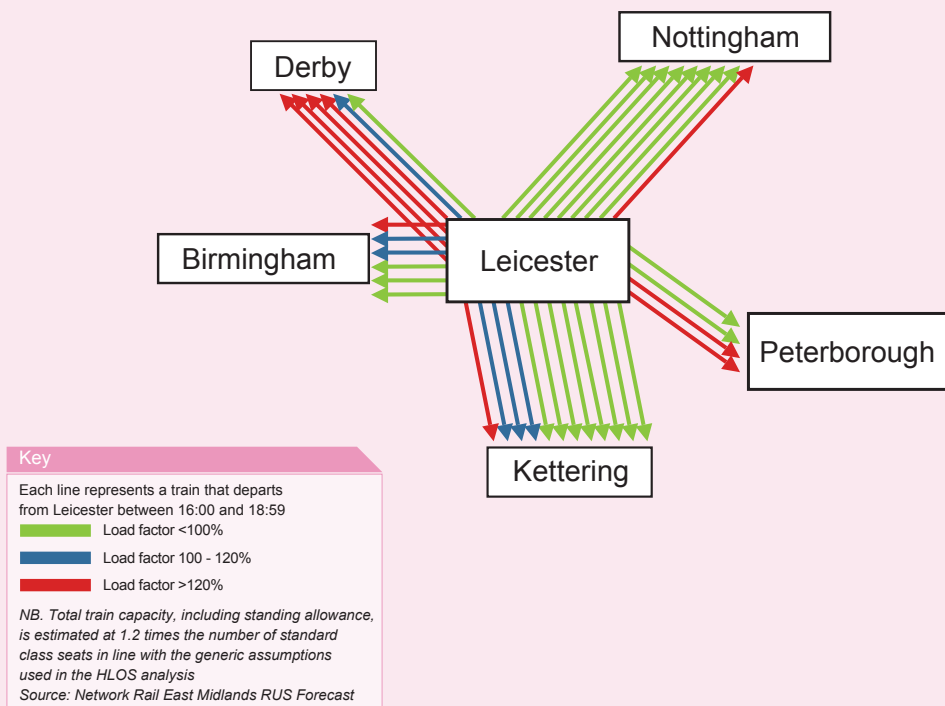 Nottingham
Derby
Birmingham
Leicester
Peterborough
Kettering
Key
Each line represents a train that departs
from Leicester between 16:00 and 18:59
Load factor <100%
Load factor 100 - 120%
Load factor >120%
NB. Total train capacity, including standing allowance,
is estimated at 1.2 times the number of standard
class seats in line with the generic assumptions
used in the HLOS analysis
Source: Network Rail East Midlands RUS Forecast